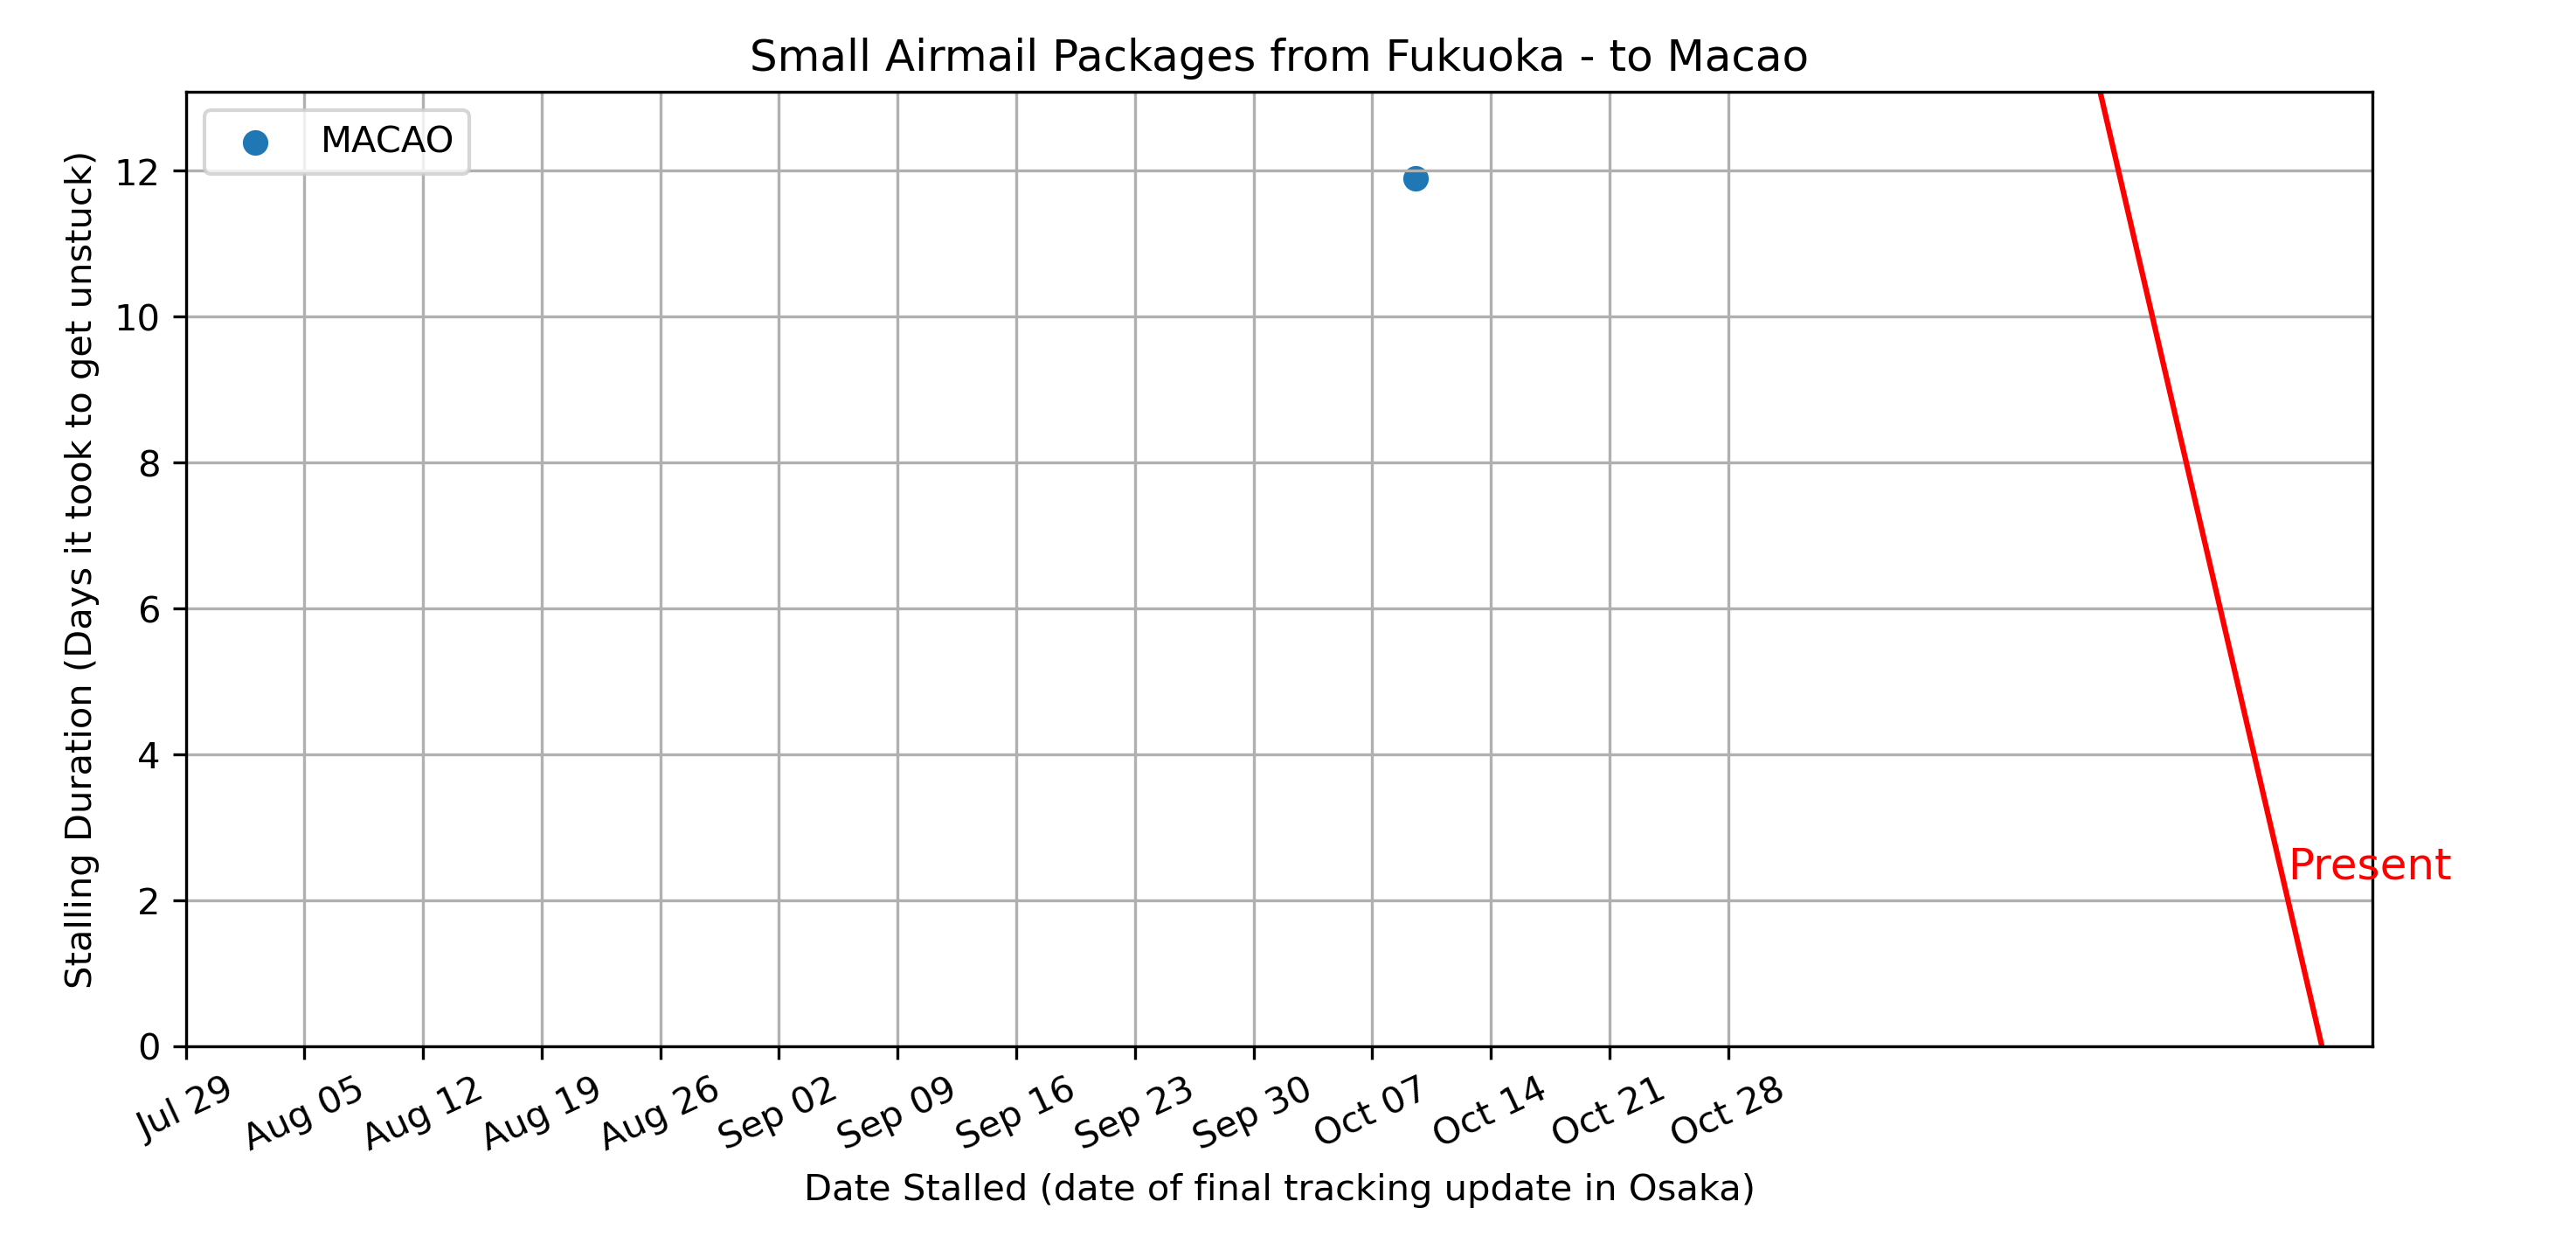 Small Airmail Packages from Fukuoka - to Macao
MACAO
Stalling Duration (Days it took to get unstuck)
12
10
8
6
4
2
0
Present
Jul 29
Aug 05
Aug 12
Aug 19
Aug 26
Sep 02
Sep 09
Sep 16
Sep 23
Sep 30
Oct 07
Oct 14
Oct 21
Oct 28
Date Stalled (date of final tracking update in Osaka)